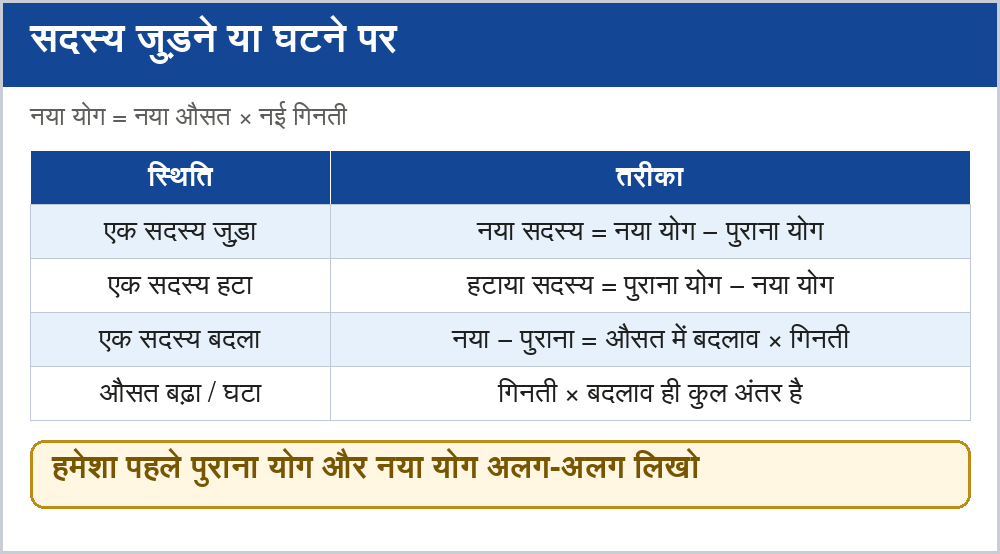 सदस्य जुड़ने या घटने पर
नया योग = नया औसत × नई गिनती
स्थिति तरीका
एक सदस्य जुड़ा नया सदस्य = नया योग – पुराना योग
एक सदस्य हटा हटाया सदस्य = पुराना योग – नया योग
एक सदस्य बदला नया – पुराना = औसत में बदलाव × गिनती
औसत बढ़ा / घटा गिनती × बदलाव ही कुल अंतर है
हमेशा पहले पुराना योग और नया योग अलग-अलग लिखो